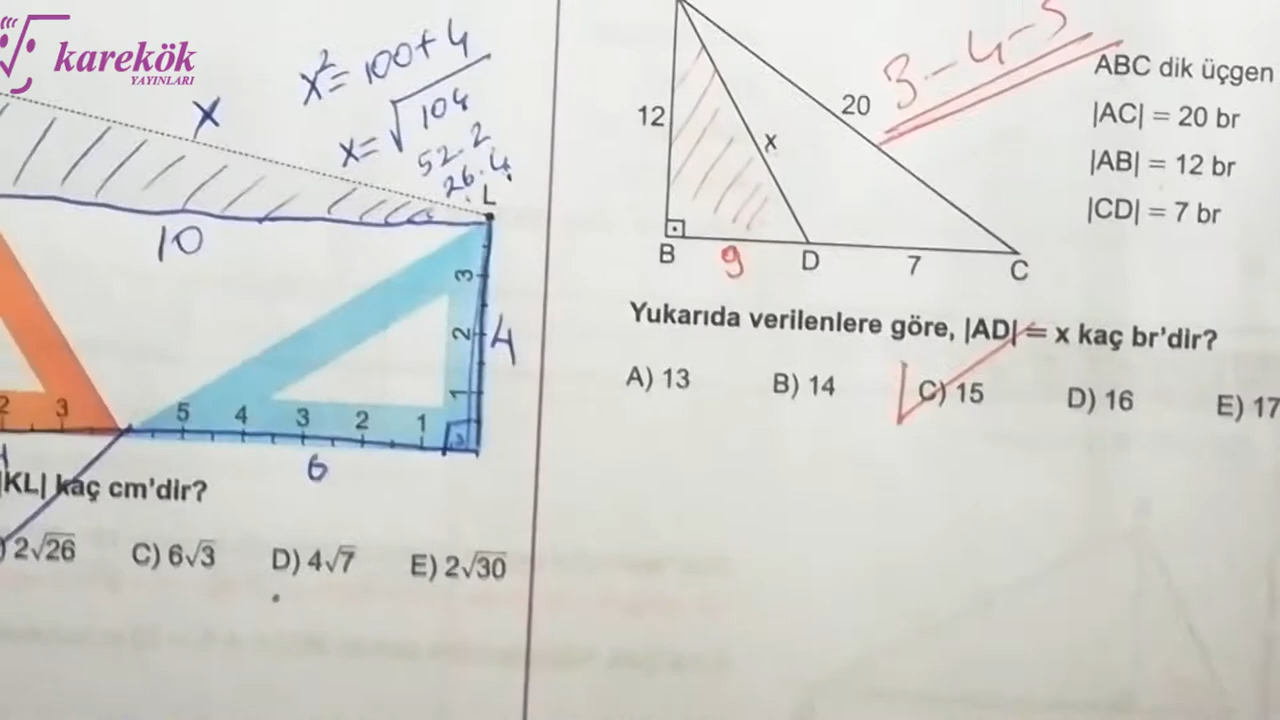 karekök
YAYINLARI
x
x² = 100 + 4
x = √104
52.2
26.4
L
10
3
2
1
4
2 3
5 4 3 2 1
6
|KL| kaç cm'dir?
) 2√26 C) 6√3 D) 4√7 E) 2√30
3-4-5
12
20
x
B
9
D
7
C
ABC dik üçgen
|AC| = 20 br
|AB| = 12 br
|CD| = 7 br
Yukarıda verilenlere göre, |AD| = x kaç br'dir?
A) 13 B) 14 C) 15 D) 16 E) 17